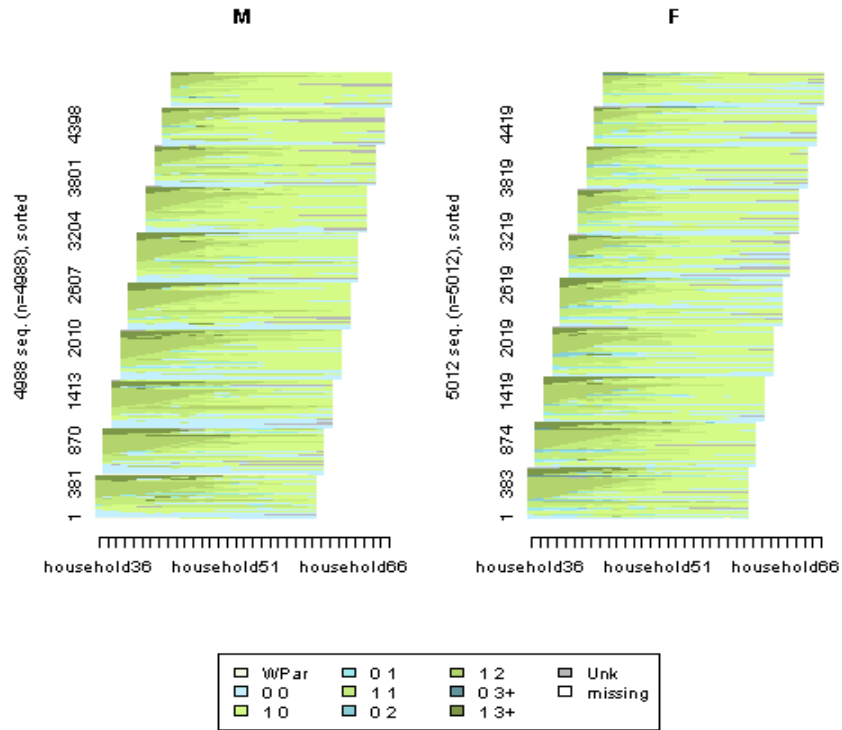 M
F
4988 seq. (n=4988), sorted
1 381 870 1413 2010 2607 3204 3801 4398
5012 seq. (n=5012), sorted
1 383 874 1419 2019 2619 3219 3819 4419
household36 household51 household66
household36 household51 household66
WPar 0 1 1 2 Unk
0 0 1 1 0 3+ missing
1 0 0 2 1 3+